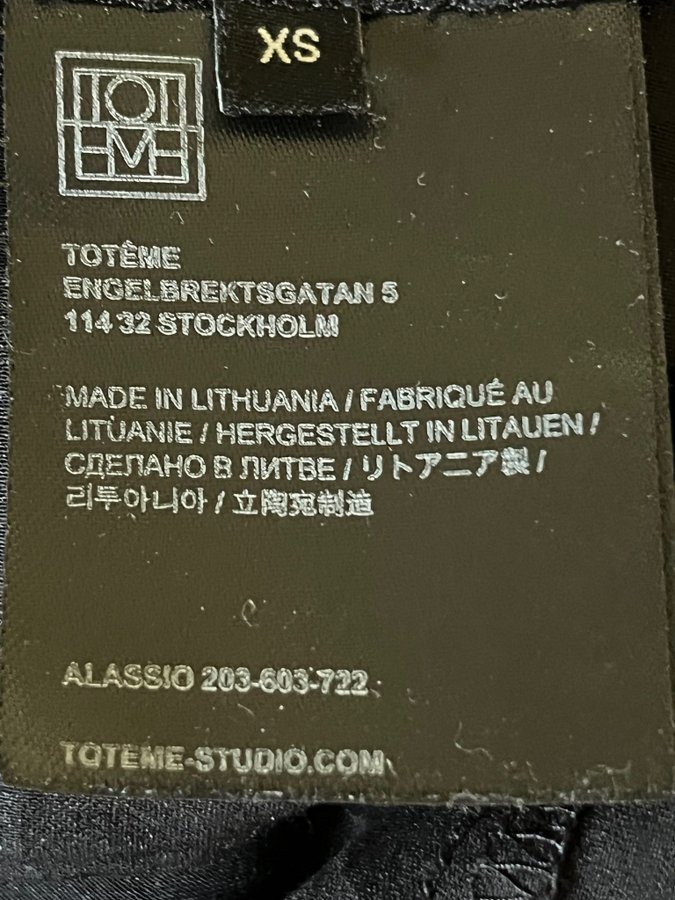 XS
TOT
EME
TOTÊME
ENGELBREKTSGATAN 5
114 32 STOCKHOLM
MADE IN LITHUANIA / FABRIQUÉ AU
LITUANIE / HERGESTELLT IN LITAUEN /
СДЕЛАНО В ЛИТВЕ / リトアニア製 /
리투아니아 / 立陶宛制造
ALASSIO 203-603-722
TOTEME-STUDIO.COM